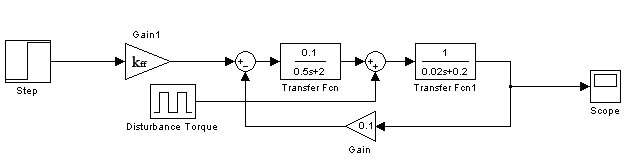 Gain1
kff
Step
+
−
0.1
0.5s+2
Transfer Fcn
+
+
1
0.02s+0.2
Transfer Fcn1
Scope
Disturbance Torque
0.1
Gain